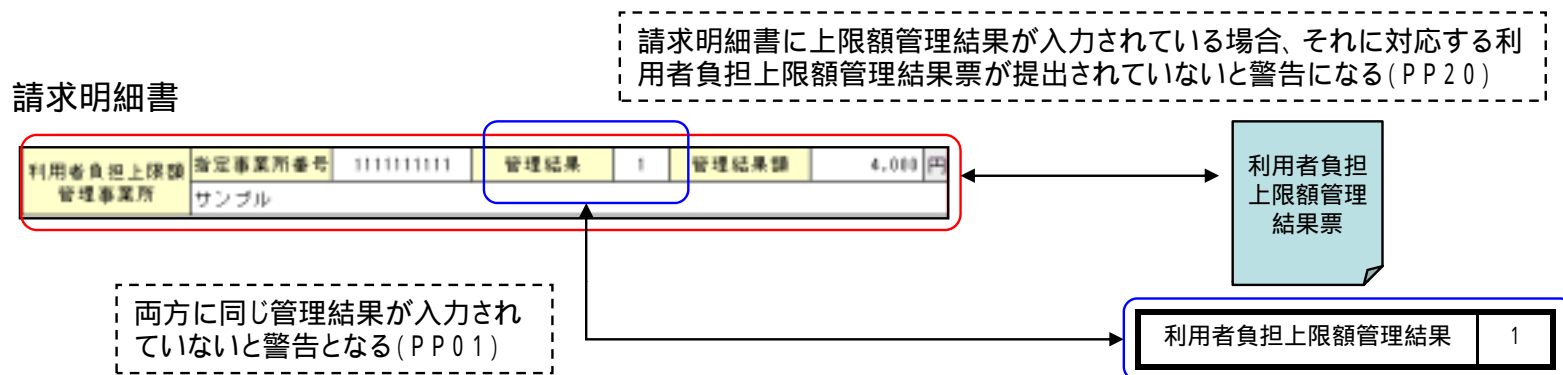 請求明細書に上限額管理結果が入力されている場合、それに対応する利
用者負担上限額管理結果票が提出されていないと警告になる(PP20)
請求明細書
利用者負担上限額
管理事業所
指定事業所番号 1111111111 管理結果 1 管理結果額 4,000 円
サンプル
利用者負担
上限額管理
結果票
両方に同じ管理結果が入力され
ていないと警告となる(PP01)
利用者負担上限額管理結果 1